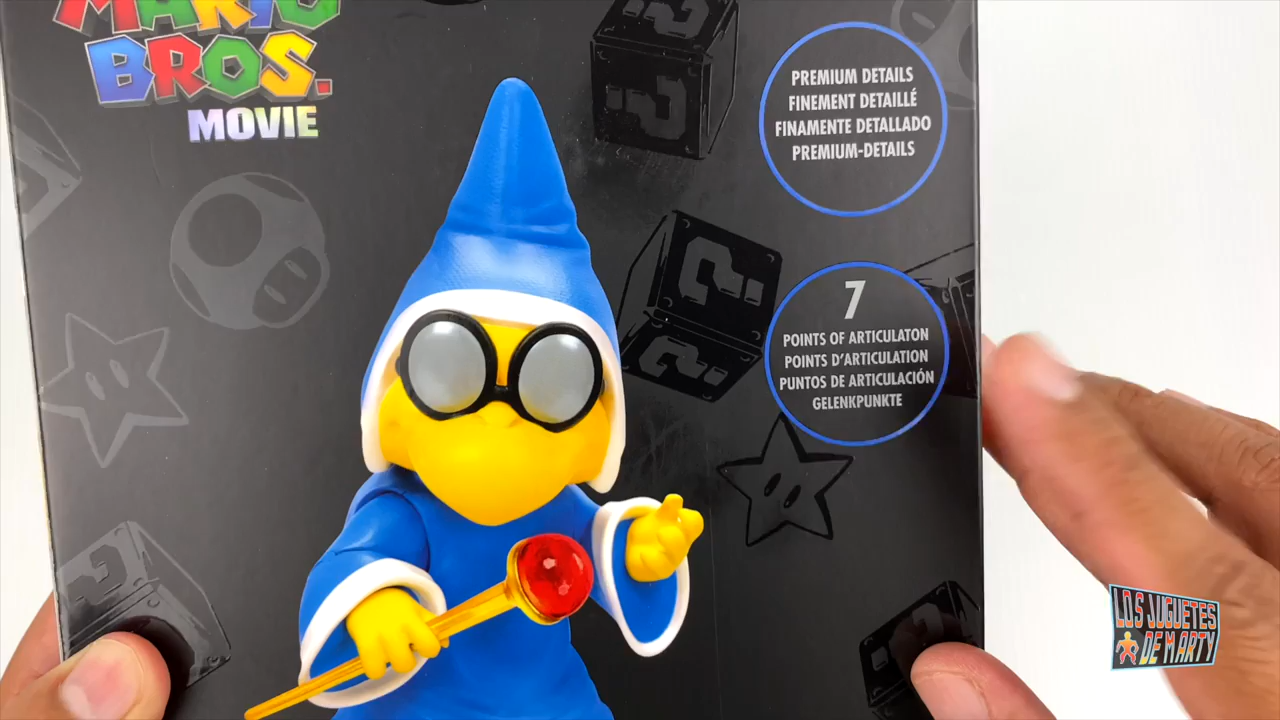 MARIO
BROS.
MOVIE
PREMIUM DETAILS
FINEMENT DETAILLÉ
FINAMENTE DETALLADO
PREMIUM-DETAILS
7
POINTS OF ARTICULATON
POINTS D'ARTICULATION
PUNTOS DE ARTICULACIÓN
GELENKPUNKTE
LOS JUGUETES
DE MARTY